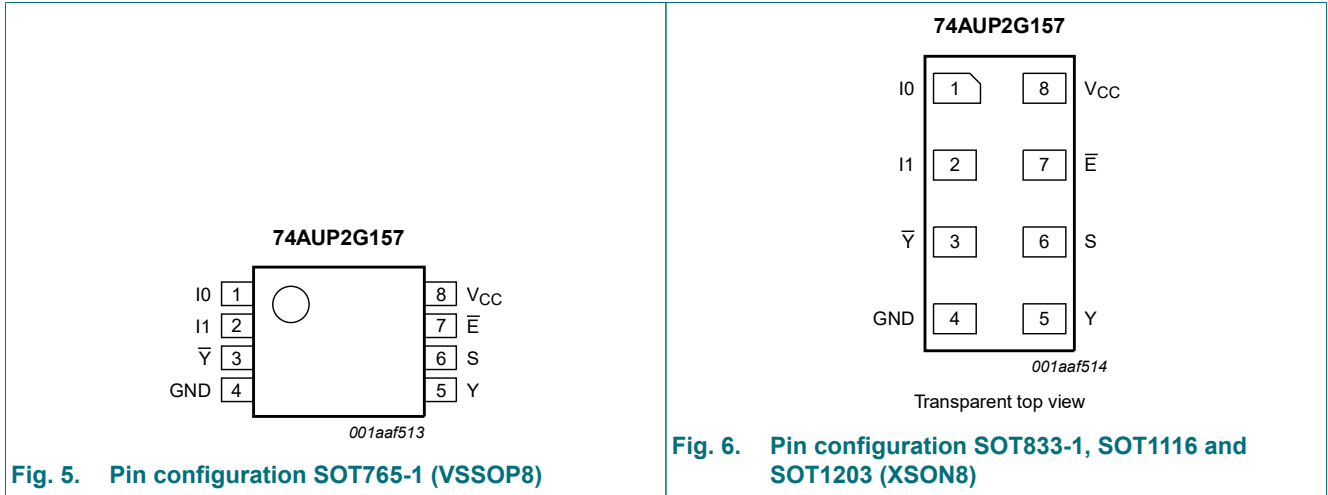 74AUP2G157
I0 1
I1 2
Y̅ 3
GND 4
8 VCC
7 E̅
6 S
5 Y
001aaf513
Fig. 5. Pin configuration SOT765-1 (VSSOP8)
74AUP2G157
I0 1
I1 2
Y̅ 3
GND 4
8 VCC
7 E̅
6 S
5 Y
001aaf514
Transparent top view
Fig. 6. Pin configuration SOT833-1, SOT1116 and
SOT1203 (XSON8)